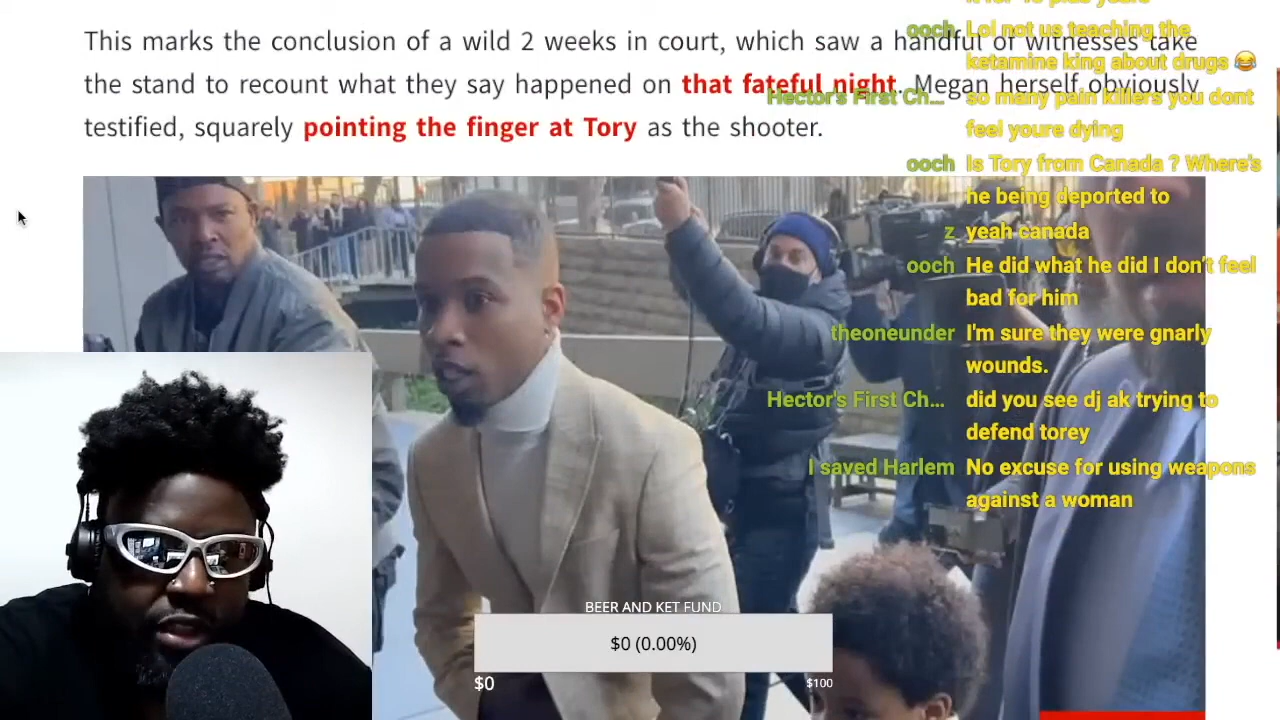 This marks the conclusion of a wild 2 weeks in court, which saw a handful of witnesses take
the stand to recount what they say happened on that fateful night. Megan herself obviously
testified, squarely pointing the finger at Tory as the shooter.
ooch Lol not us teaching the
ketamine king about drugs 😂
Hector's First Ch... so many pain killers you dont
feel youre dying
ooch Is Tory from Canada ? Where's
he being deported to
z yeah canada
ooch He did what he did I don't feel
bad for him
theoneunder I'm sure they were gnarly
wounds.
Hector's First Ch... did you see dj ak trying to
defend torey
I saved Harlem No excuse for using weapons
against a woman
BEER AND KET FUND
$0 (0.00%)
$0 $100